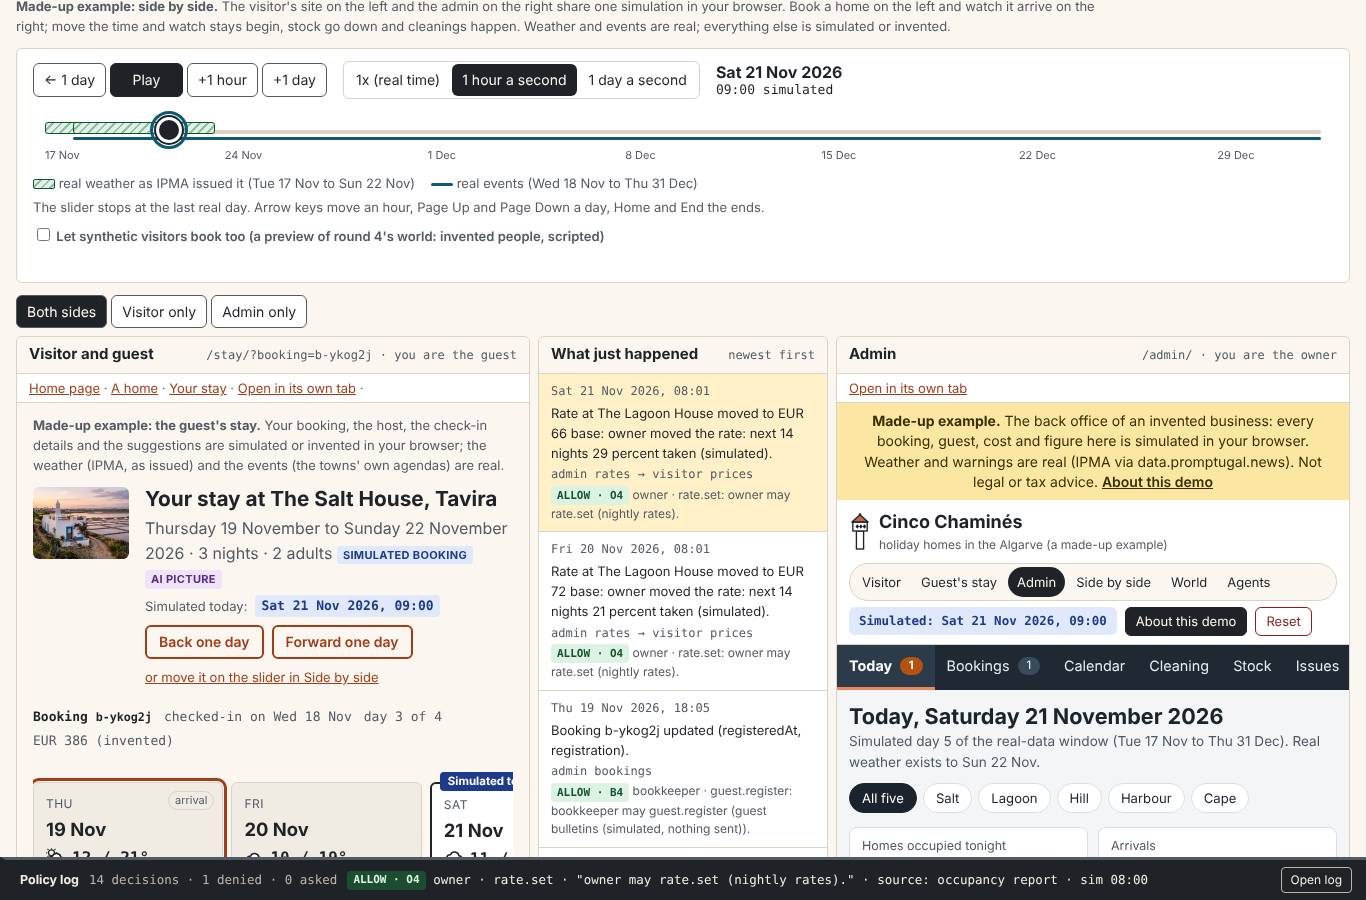 Made-up example: side by side. The visitor's site on the left and the admin on the right share one simulation in your browser. Book a home on the left and watch it arrive on the
right; move the time and watch stays begin, stock go down and cleanings happen. Weather and events are real; everything else is simulated or invented.
← 1 day Play +1 hour +1 day 1x (real time) 1 hour a second 1 day a second
Sat 21 Nov 2026
09:00 simulated
17 Nov 24 Nov 1 Dec 8 Dec 15 Dec 22 Dec 29 Dec
real weather as IPMA issued it (Tue 17 Nov to Sun 22 Nov) real events (Wed 18 Nov to Thu 31 Dec)
The slider stops at the last real day. Arrow keys move an hour, Page Up and Page Down a day, Home and End the ends.
Let synthetic visitors book too (a preview of round 4's world: invented people, scripted)
Both sides Visitor only Admin only
Visitor and guest /stay/?booking=b-ykog2j · you are the guest
Home page · A home · Your stay · Open in its own tab ·
Made-up example: the guest's stay. Your booking, the host, the check-in
details and the suggestions are simulated or invented in your browser; the
weather (IPMA, as issued) and the events (the towns' own agendas) are real.
Your stay at The Salt House, Tavira
Thursday 19 November to Sunday 22 November
2026 · 3 nights · 2 adults SIMULATED BOOKING
AI PICTURE
Simulated today: Sat 21 Nov 2026, 09:00
Back one day Forward one day
or move it on the slider in Side by side
Booking b-ykog2j checked-in on Wed 18 Nov day 3 of 4
EUR 386 (invented)
Simulated to
THU arrival FRI SAT
19 Nov 20 Nov 21 Nov
12 / 21° 10 / 19° 11 /
What just happened newest first
Sat 21 Nov 2026, 08:01
Rate at The Lagoon House moved to EUR
66 base: owner moved the rate: next 14
nights 29 percent taken (simulated).
admin rates → visitor prices
ALLOW · O4 owner · rate.set: owner may
rate.set (nightly rates).
Fri 20 Nov 2026, 08:01
Rate at The Lagoon House moved to EUR
72 base: owner moved the rate: next 14
nights 21 percent taken (simulated).
admin rates → visitor prices
ALLOW · O4 owner · rate.set: owner may
rate.set (nightly rates).
Thu 19 Nov 2026, 18:05
Booking b-ykog2j updated (registeredAt,
registration).
admin bookings
ALLOW · B4 bookkeeper · guest.register:
bookkeeper may guest.register (guest
bulletins (simulated, nothing sent)).
Admin /admin/ · you are the owner
Open in its own tab
Made-up example. The back office of an invented business: every
booking, guest, cost and figure here is simulated in your browser.
Weather and warnings are real (IPMA via data.promptugal.news). Not
legal or tax advice. About this demo
Cinco Chaminés
holiday homes in the Algarve (a made-up example)
Visitor Guest's stay Admin Side by side World Agents
Simulated: Sat 21 Nov 2026, 09:00 About this demo Reset
Today 1 Bookings 1 Calendar Cleaning Stock Issues
Today, Saturday 21 November 2026
Simulated day 5 of the real-data window (Tue 17 Nov to Thu 31 Dec). Real
weather exists to Sun 22 Nov.
All five Salt Lagoon Hill Harbour Cape
Homes occupied tonight Arrivals
Policy log 14 decisions · 1 denied · 0 asked ALLOW · O4 owner · rate.set · "owner may rate.set (nightly rates)." · source: occupancy report · sim 08:00 Open log